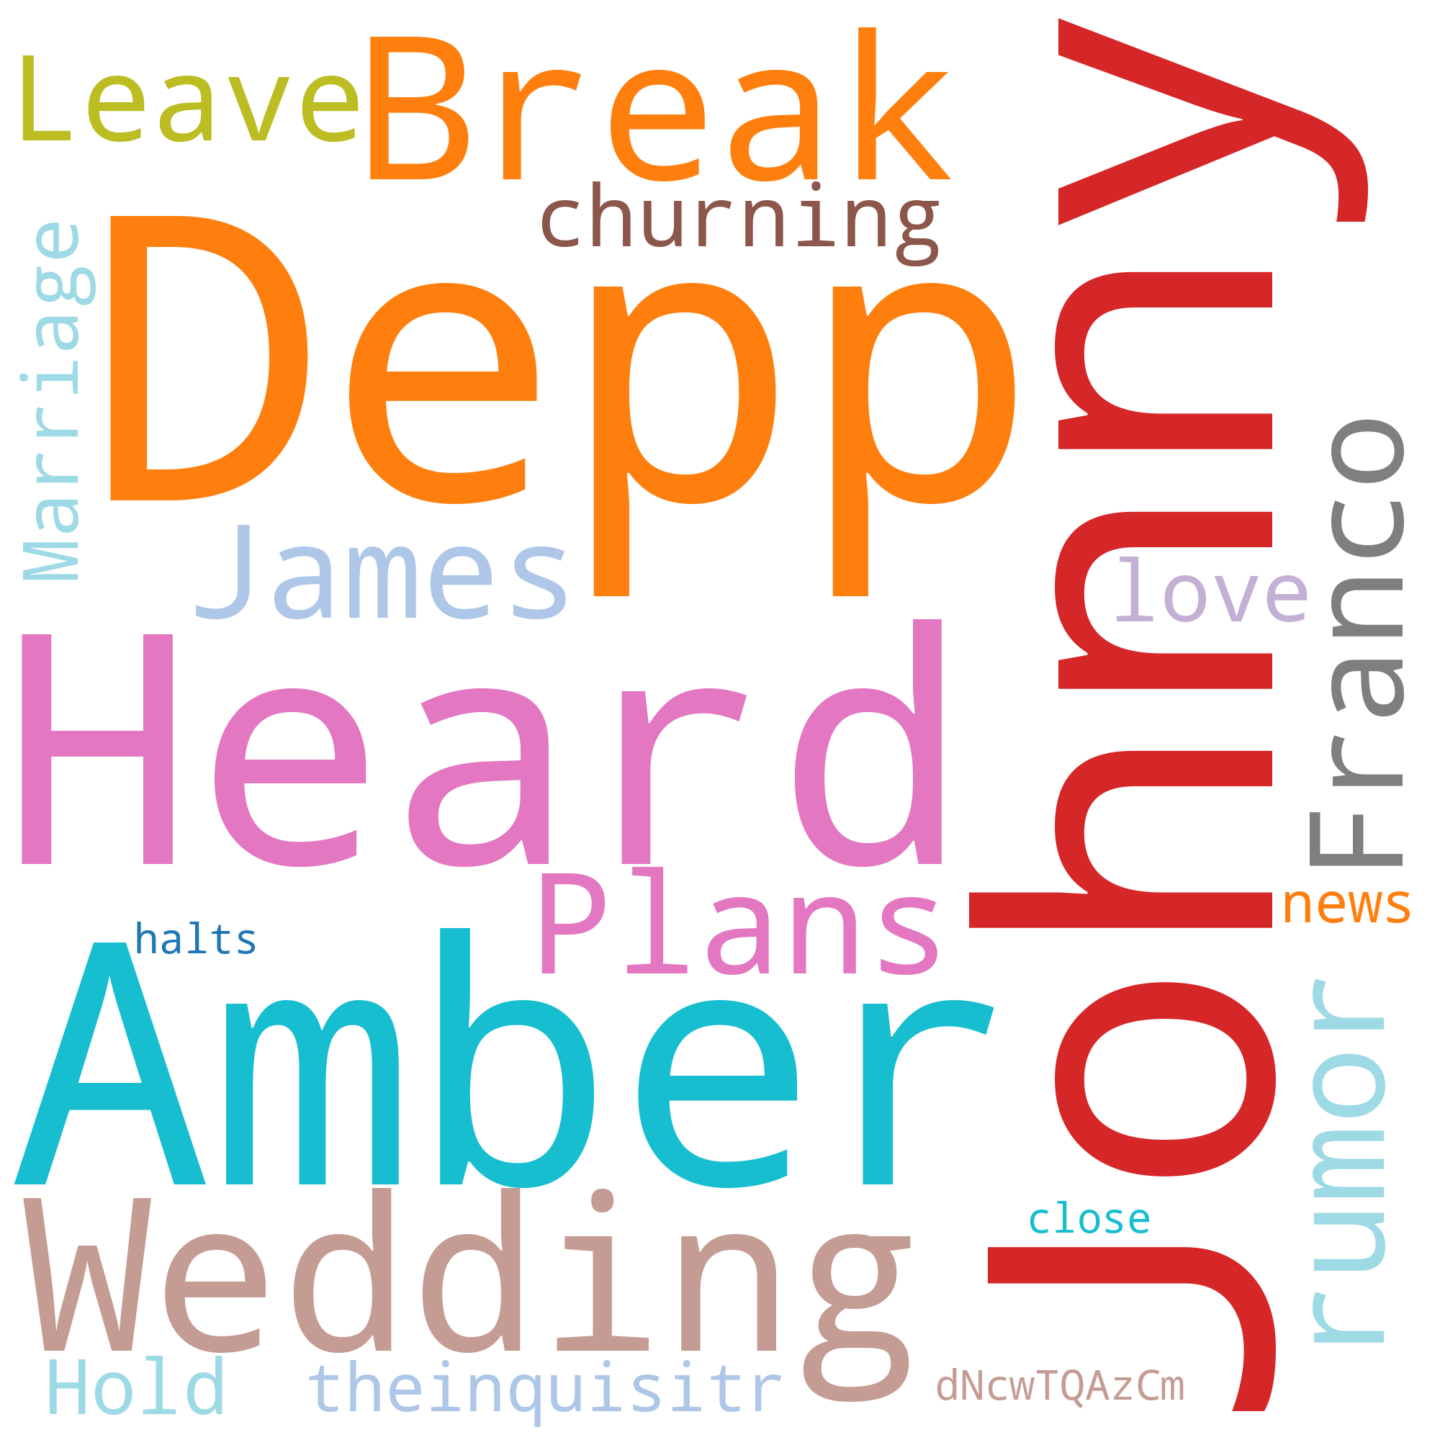 Leave
Break
churning
Marriage
Depp
Johnny
James
love
Franco
Heard
Plans
news
halts
Amber
rumor
Wedding
close
Hold
theinquisitr
dNcwTQAzCm